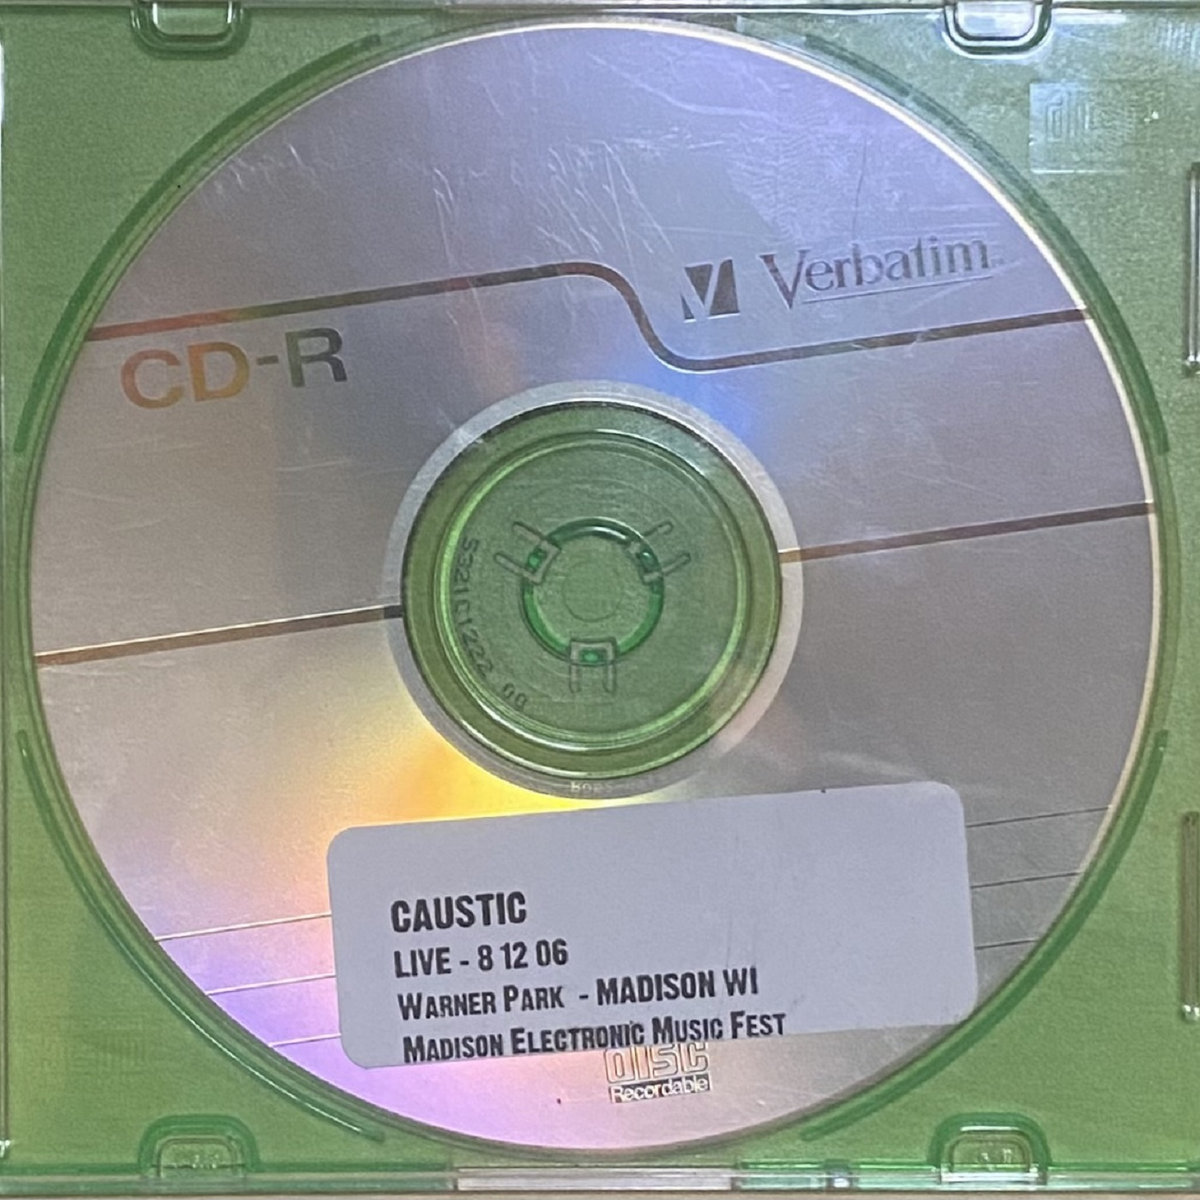 Verbatim
CD-R
CAUSTIC
LIVE - 8 12 06
WARNER PARK - MADISON WI
MADISON ELECTRONIC MUSIC FEST
disc
Recordable